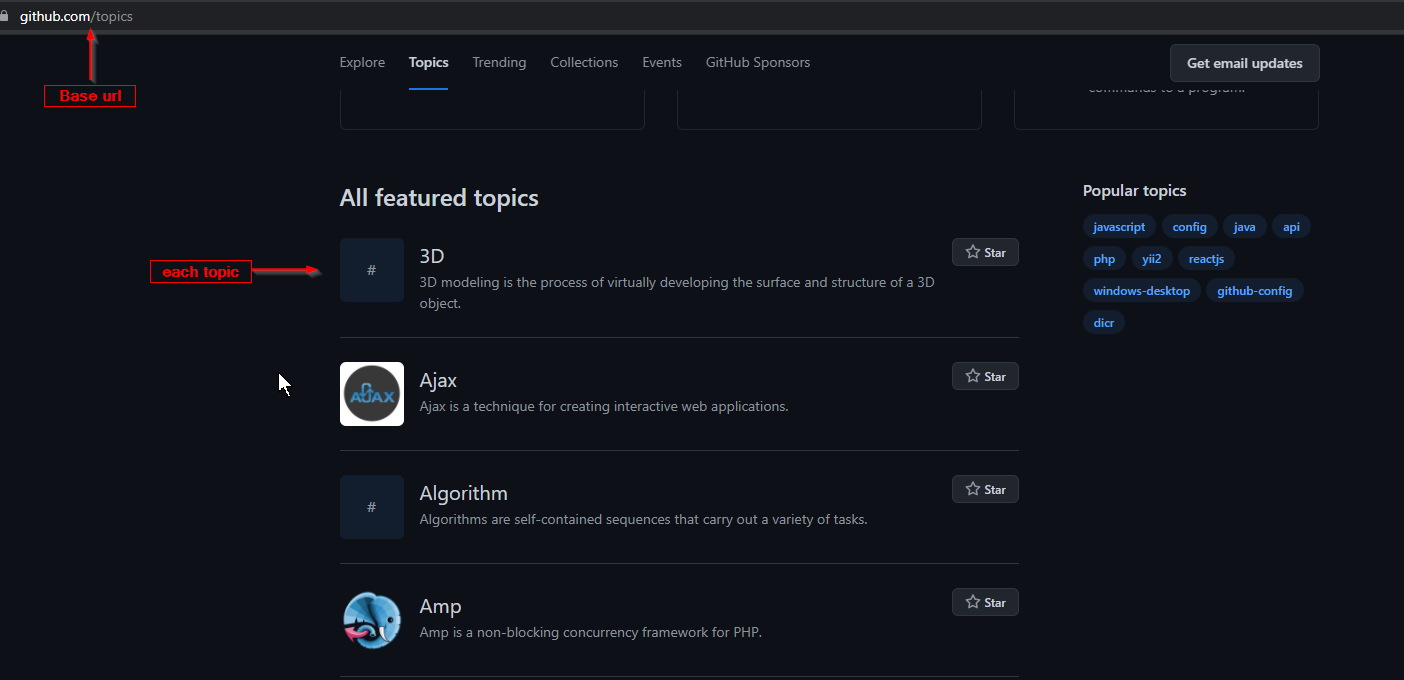 github.com/topics
Base url
Explore Topics Trending Collections Events GitHub Sponsors Get email updates
commands to a program.
All featured topics
Popular topics
javascript config java api
php yii2 reactjs
windows-desktop github-config
dicr
each topic
#
3D
Star
3D modeling is the process of virtually developing the surface and structure of a 3D
object.
AJAX
Ajax
Star
Ajax is a technique for creating interactive web applications.
#
Algorithm
Star
Algorithms are self-contained sequences that carry out a variety of tasks.
Amp
Star
Amp is a non-blocking concurrency framework for PHP.